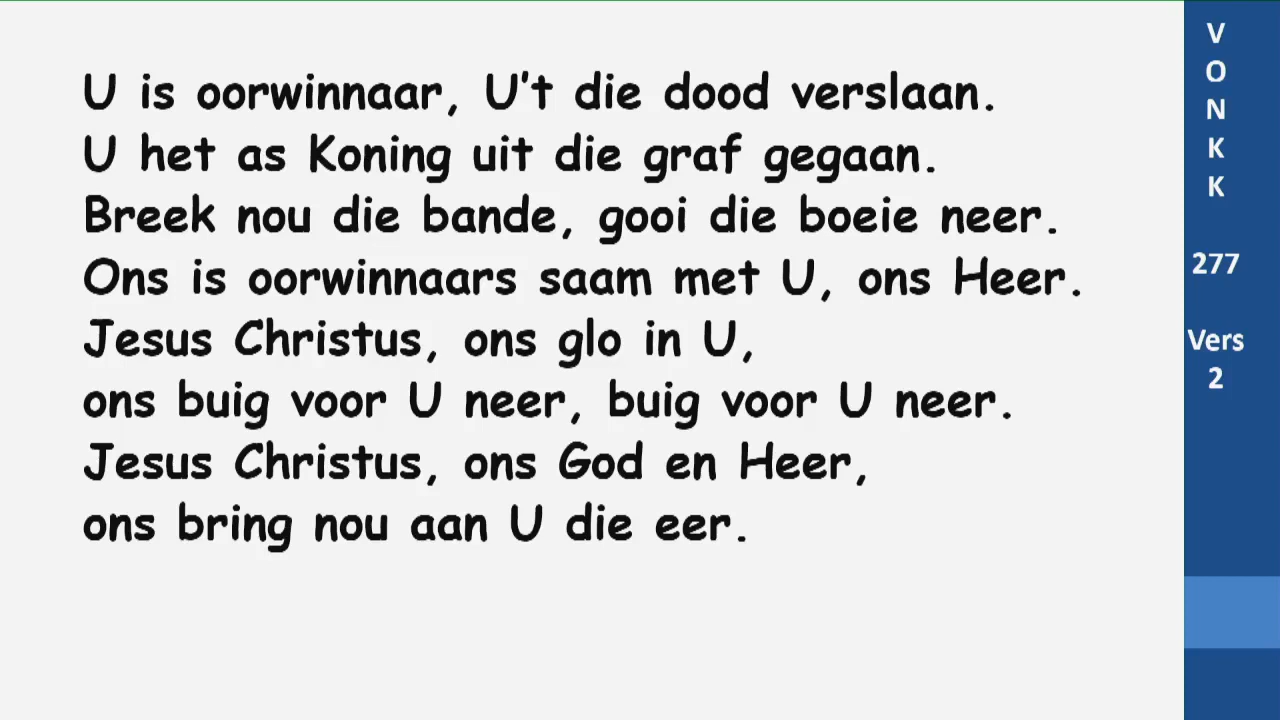 U is oorwinnaar, U't die dood verslaan.
U het as Koning uit die graf gegaan.
Breek nou die bande, gooi die boeie neer.
Ons is oorwinnaars saam met U, ons Heer.
Jesus Christus, ons glo in U,
ons buig voor U neer, buig voor U neer.
Jesus Christus, ons God en Heer,
ons bring nou aan U die eer.
V
O
N
K
K
277
Vers
2